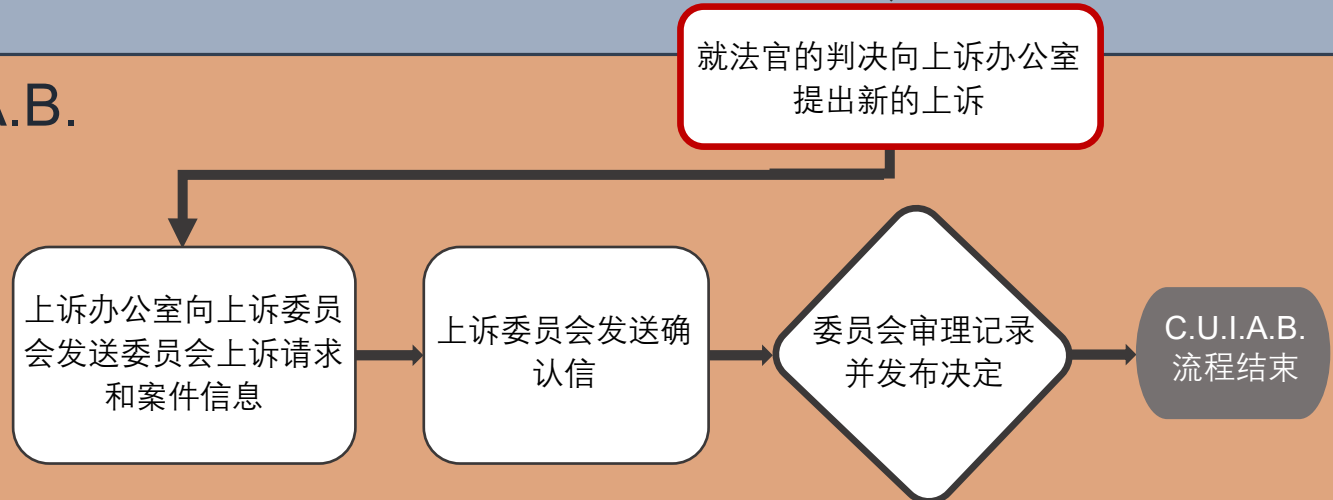 就法官的判决向上诉办公室
提出新的上诉
A.B.
上诉办公室向上诉委员
会发送委员会上诉请求
和案件信息
上诉委员会发送确
认信
委员会审理记录
并发布决定
C.U.I.A.B.
流程结束